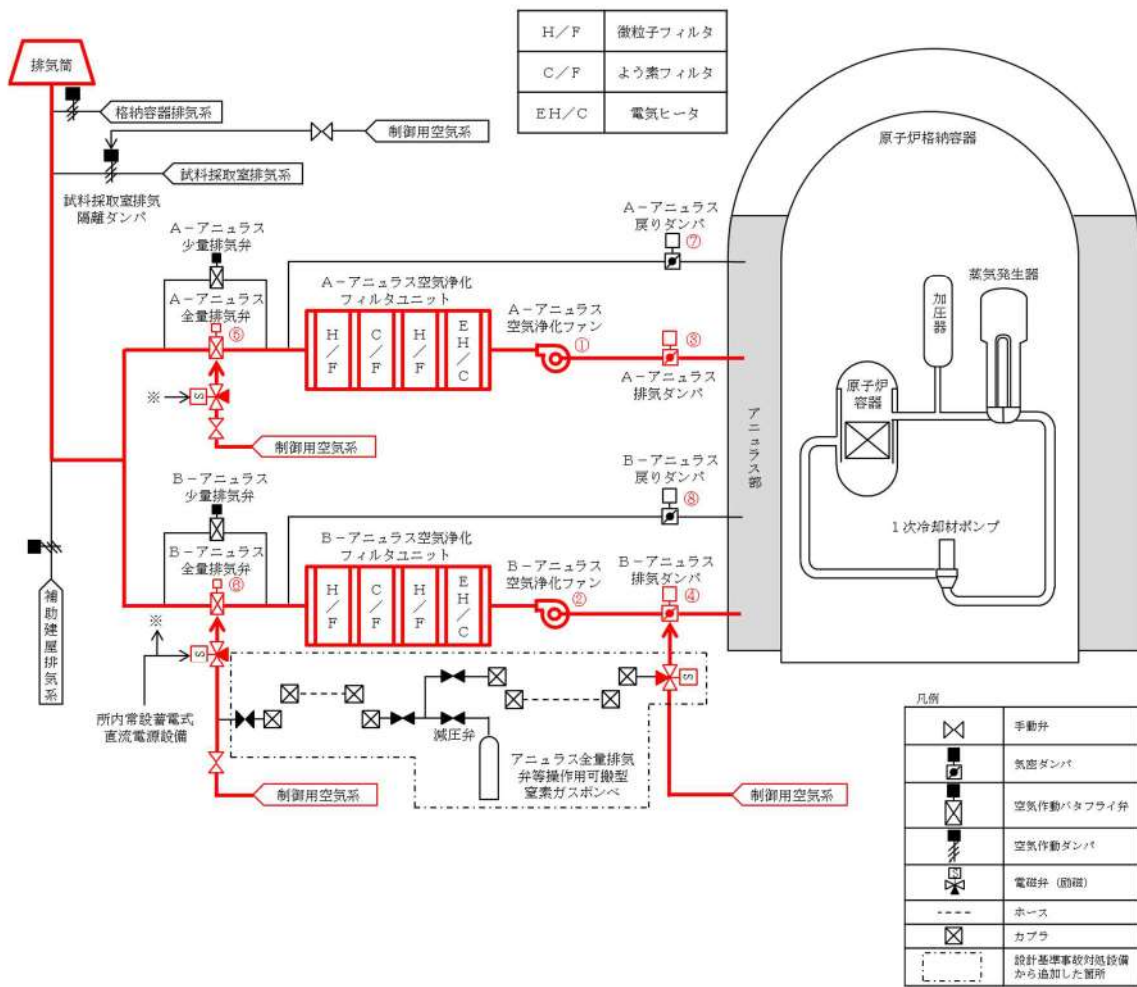 H/F
微粒子フィルタ
C/F
よう素フィルタ
EH/C
電気ヒータ
排気筒
格納容器排気系
制御用空気系
試料採取室排気系
試料採取室排気
隔離ダンパ
原子炉格納容器
A-アニュラス
少量排気弁
A-アニュラス
全量排気弁
⑤
A-アニュラス空気浄化
フィルタユニット
H/F
C/F
H/F
EH/C
A-アニュラス
空気浄化ファン
①
A-アニュラス
戻りダンパ
⑦
③
A-アニュラス
排気ダンパ
蒸気発生器
加圧器
原子炉
容器
アニュラス部
1次冷却材ポンプ
※
S
制御用空気系
B-アニュラス
少量排気弁
B-アニュラス
全量排気弁
⑥
B-アニュラス空気浄化
フィルタユニット
H/F
C/F
H/F
EH/C
B-アニュラス
空気浄化ファン
②
B-アニュラス
戻りダンパ
⑧
B-アニュラス
排気ダンパ
④
補助建屋排気系
※
S
S
所内常設蓄電式
直流電源設備
減圧弁
アニュラス全量排気
弁等操作用可搬型
窒素ガスボンベ
制御用空気系
制御用空気系
凡例
手動弁
気密ダンパ
空気作動バタフライ弁
空気作動ダンパ
S
電磁弁(励磁)
ホース
カプラ
設計基準事故対処設備
から追加した箇所